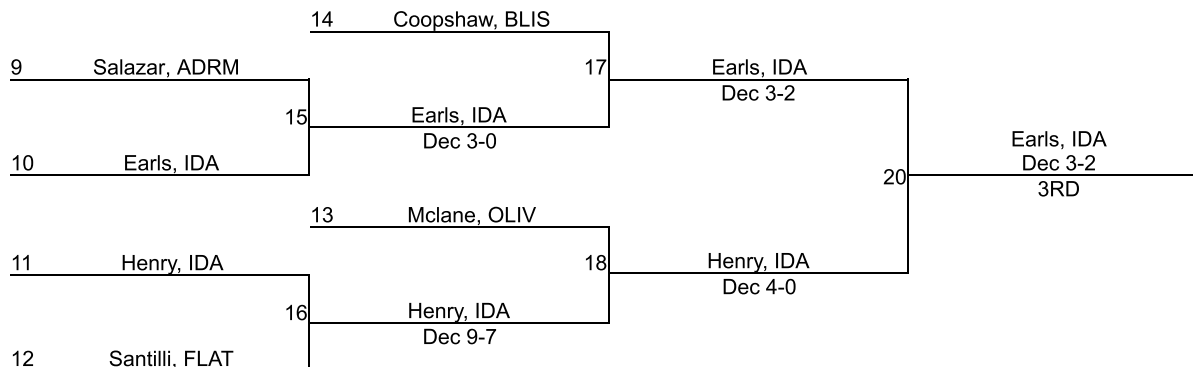 14 Coopshaw, BLIS
9 Salazar, ADRM
17 Earls, IDA
Dec 3-2
15 Earls, IDA
Dec 3-0
10 Earls, IDA
Earls, IDA
Dec 3-2
20
3RD
13 Mclane, OLIV
11 Henry, IDA
18 Henry, IDA
Dec 4-0
16 Henry, IDA
Dec 9-7
12 Santilli, FLAT